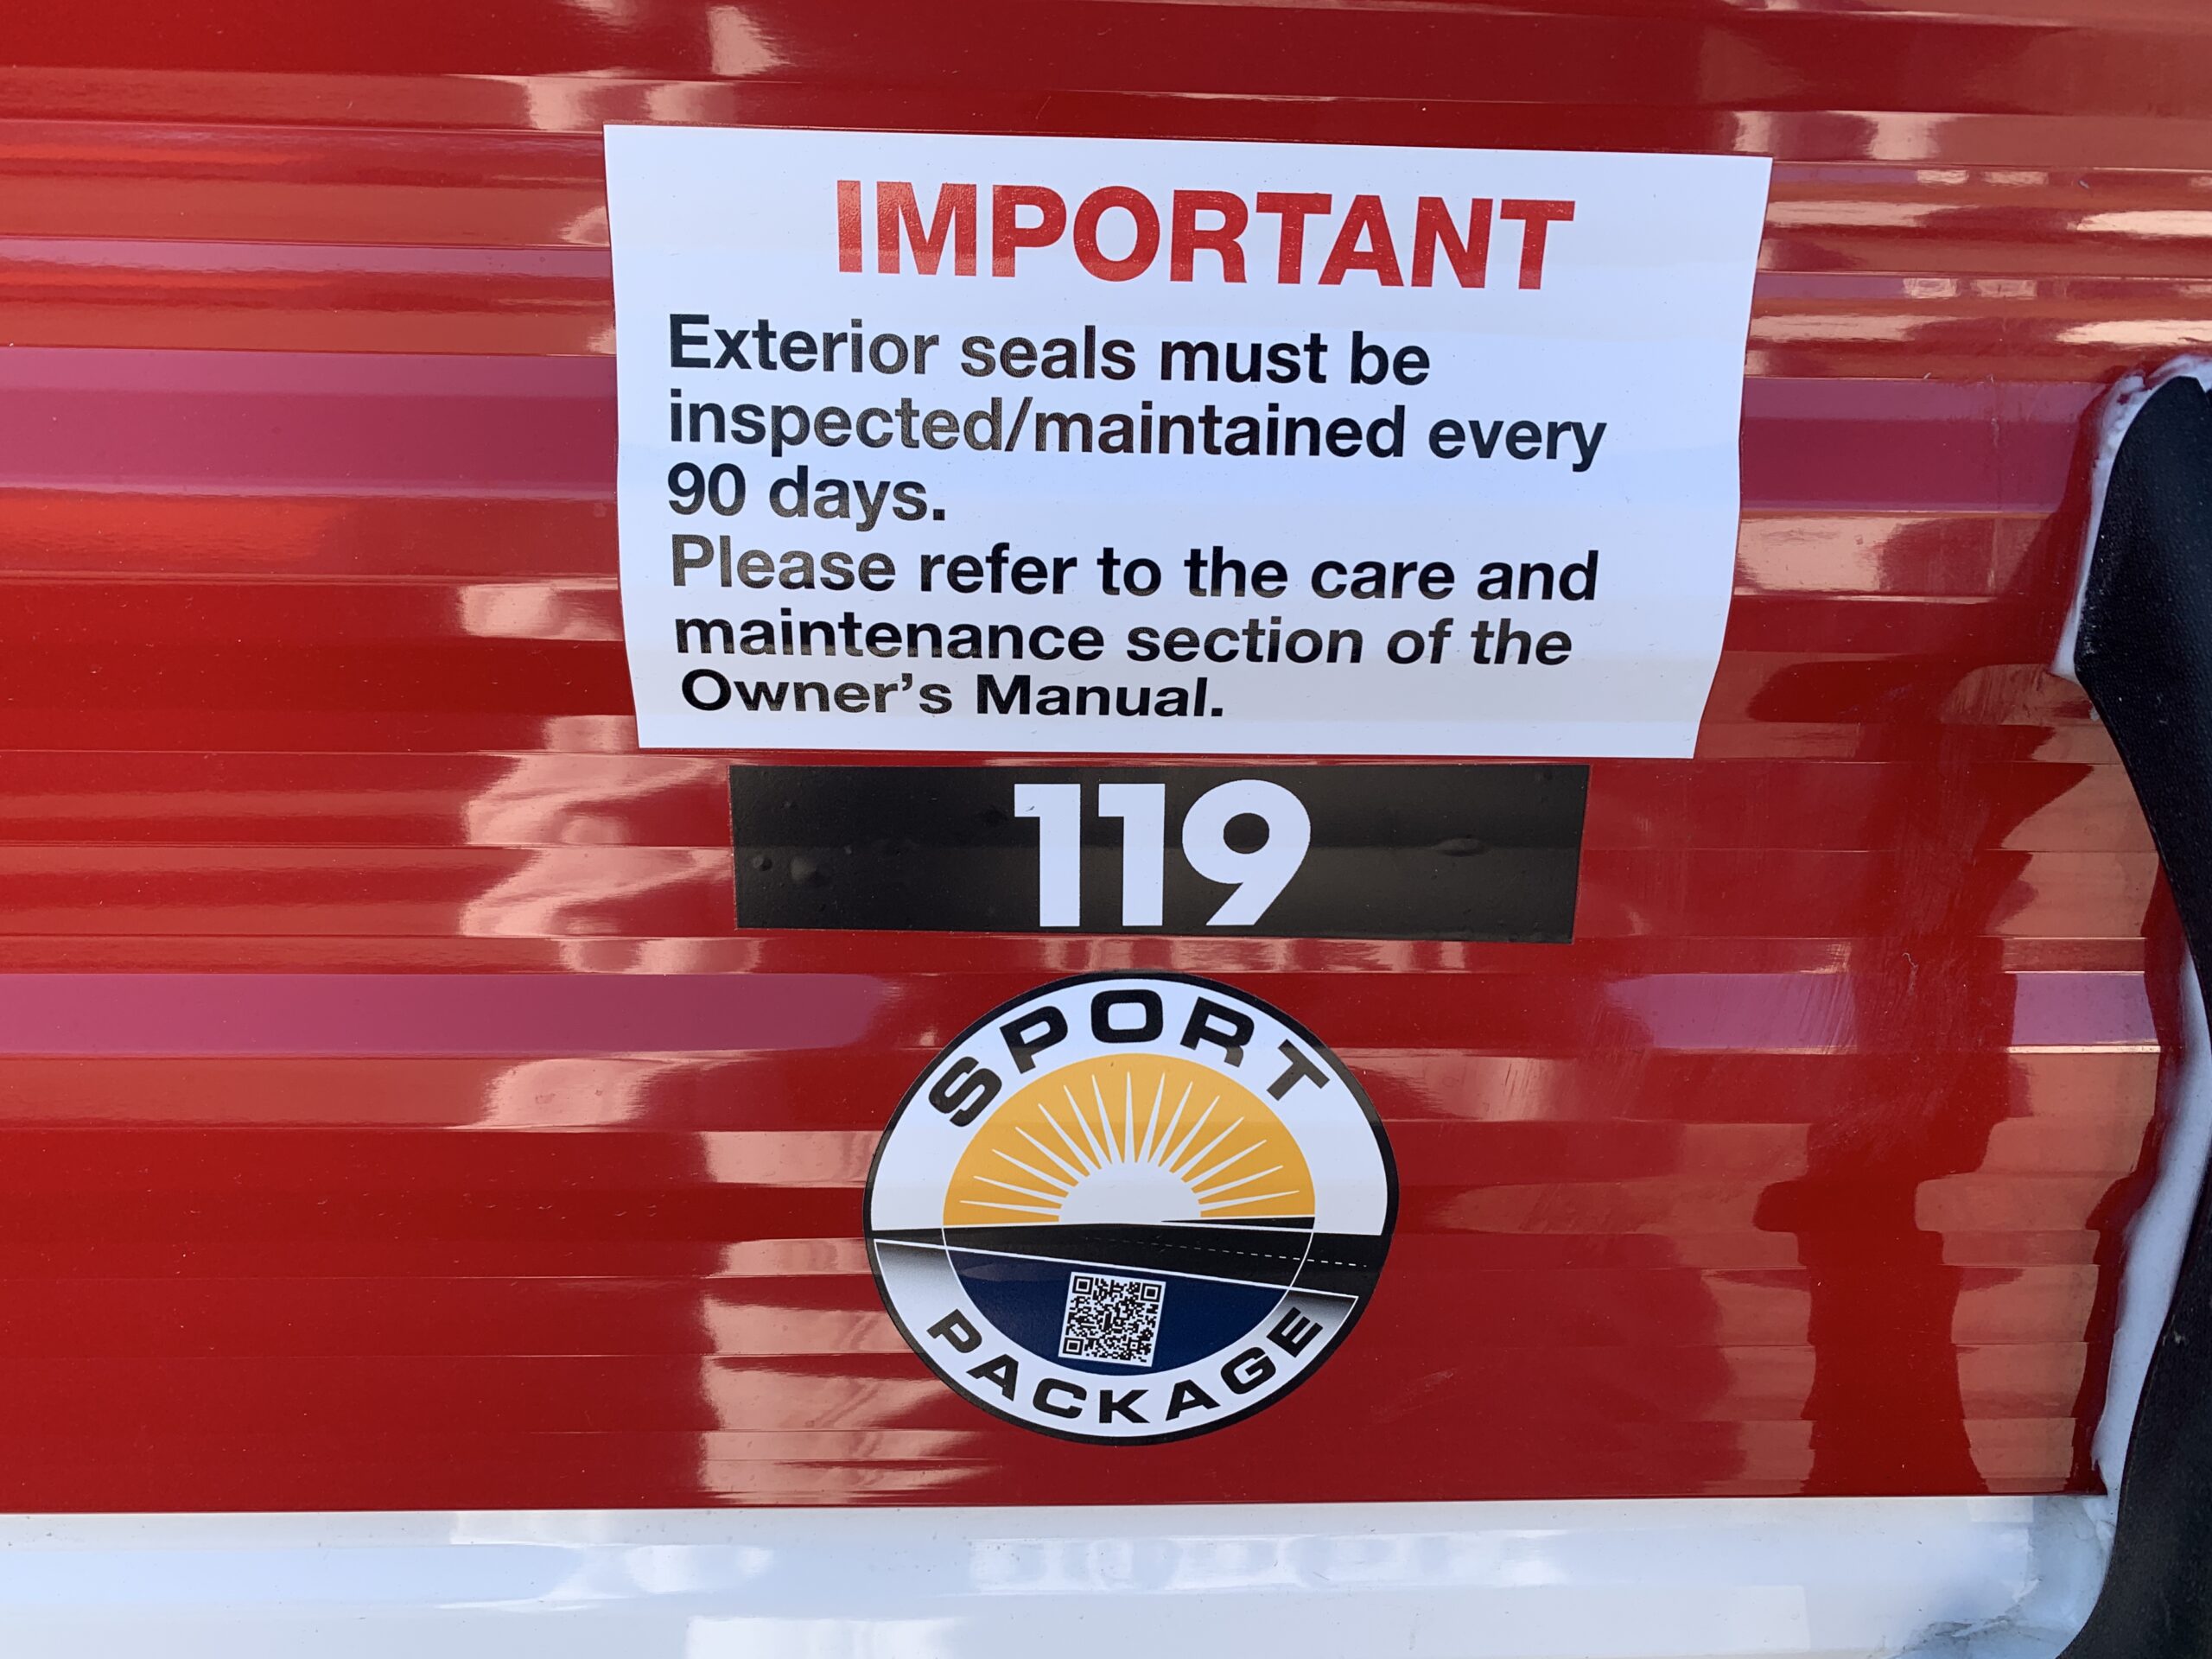 IMPORTANT
Exterior seals must be
inspected/maintained every
90 days.
Please refer to the care and
maintenance section of the
Owner's Manual.
119
SPORT
PACKAGE